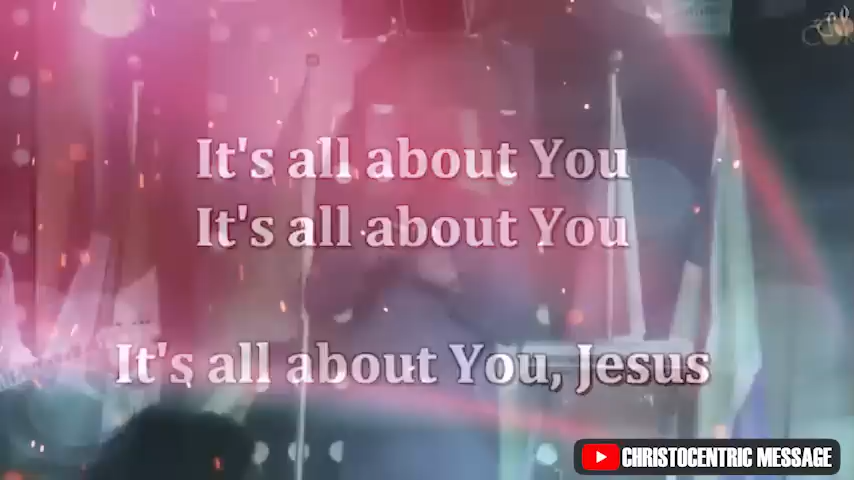 It's all about You
It's all about You
It's all about You, Jesus
CHRISTOCENTRIC MESSAGE